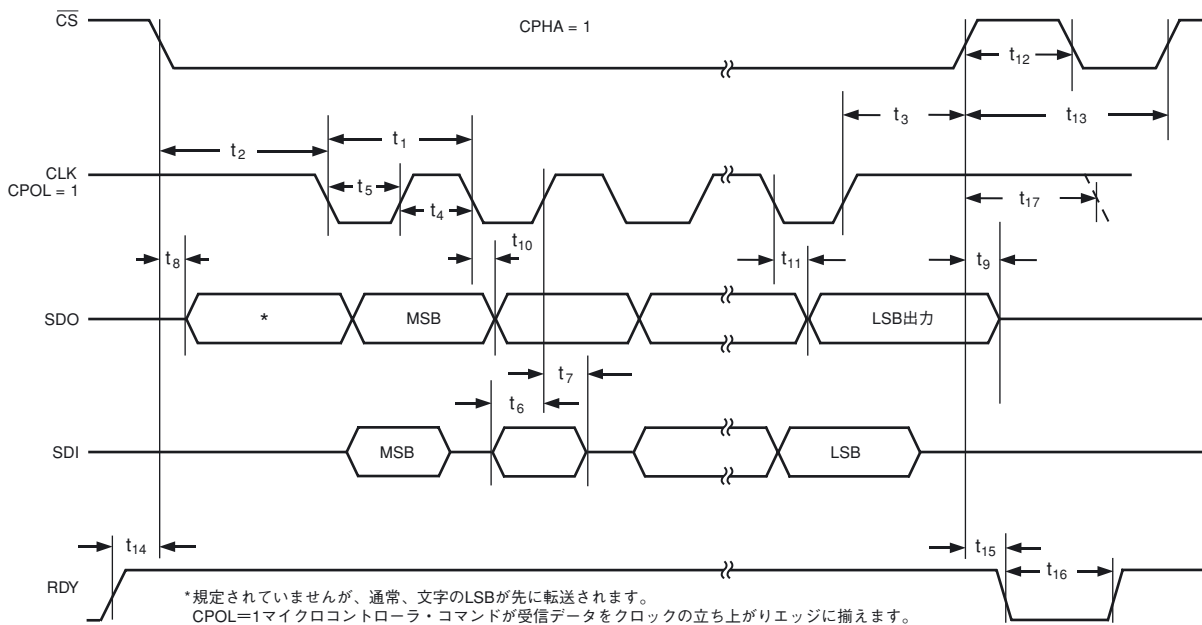 CS
CPHA = 1
t12
t3
t13
t1
t2
CLK
CPOL = 1
t5
t4
t17
t10
t8
t11
t9
SDO
*
MSB
LSB出力
t7
t6
SDI
MSB
LSB
t14
t15
t16
RDY
*規定されていませんが、通常、文字のLSBが先に転送されます。
CPOL=1マイクロコントローラ・コマンドが受信データをクロックの立ち上がりエッジに揃えます。